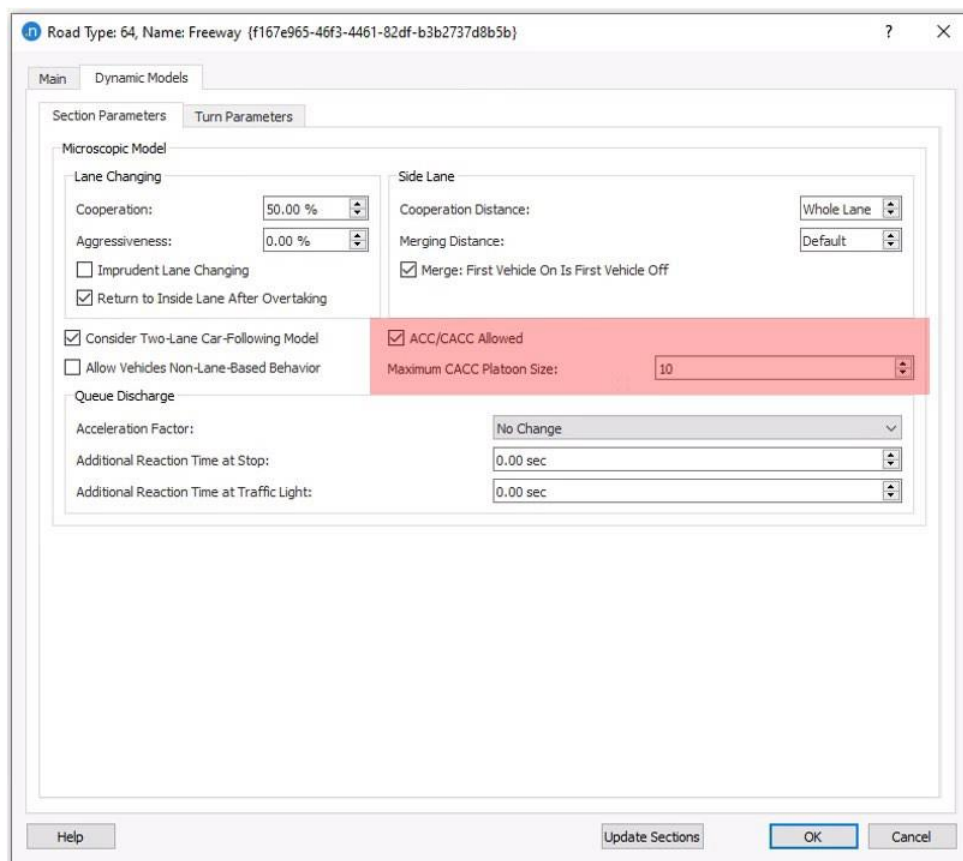 Road Type: 64, Name: Freeway {f167e965-46f3-4461-82df-b3b2737d8b5b}
Main Dynamic Models
Section Parameters Turn Parameters
Microscopic Model
Lane Changing
Cooperation: 50.00 %
Aggressiveness: 0.00 %
Imprudent Lane Changing
Return to Inside Lane After Overtaking
Side Lane
Cooperation Distance: Whole Lane
Merging Distance: Default
Merge: First Vehicle On Is First Vehicle Off
Consider Two-Lane Car-Following Model
Allow Vehicles Non-Lane-Based Behavior
ACC/CACC Allowed
Maximum CACC Platoon Size: 10
Queue Discharge
Acceleration Factor: No Change
Additional Reaction Time at Stop: 0.00 sec
Additional Reaction Time at Traffic Light: 0.00 sec
Help Update Sections OK Cancel